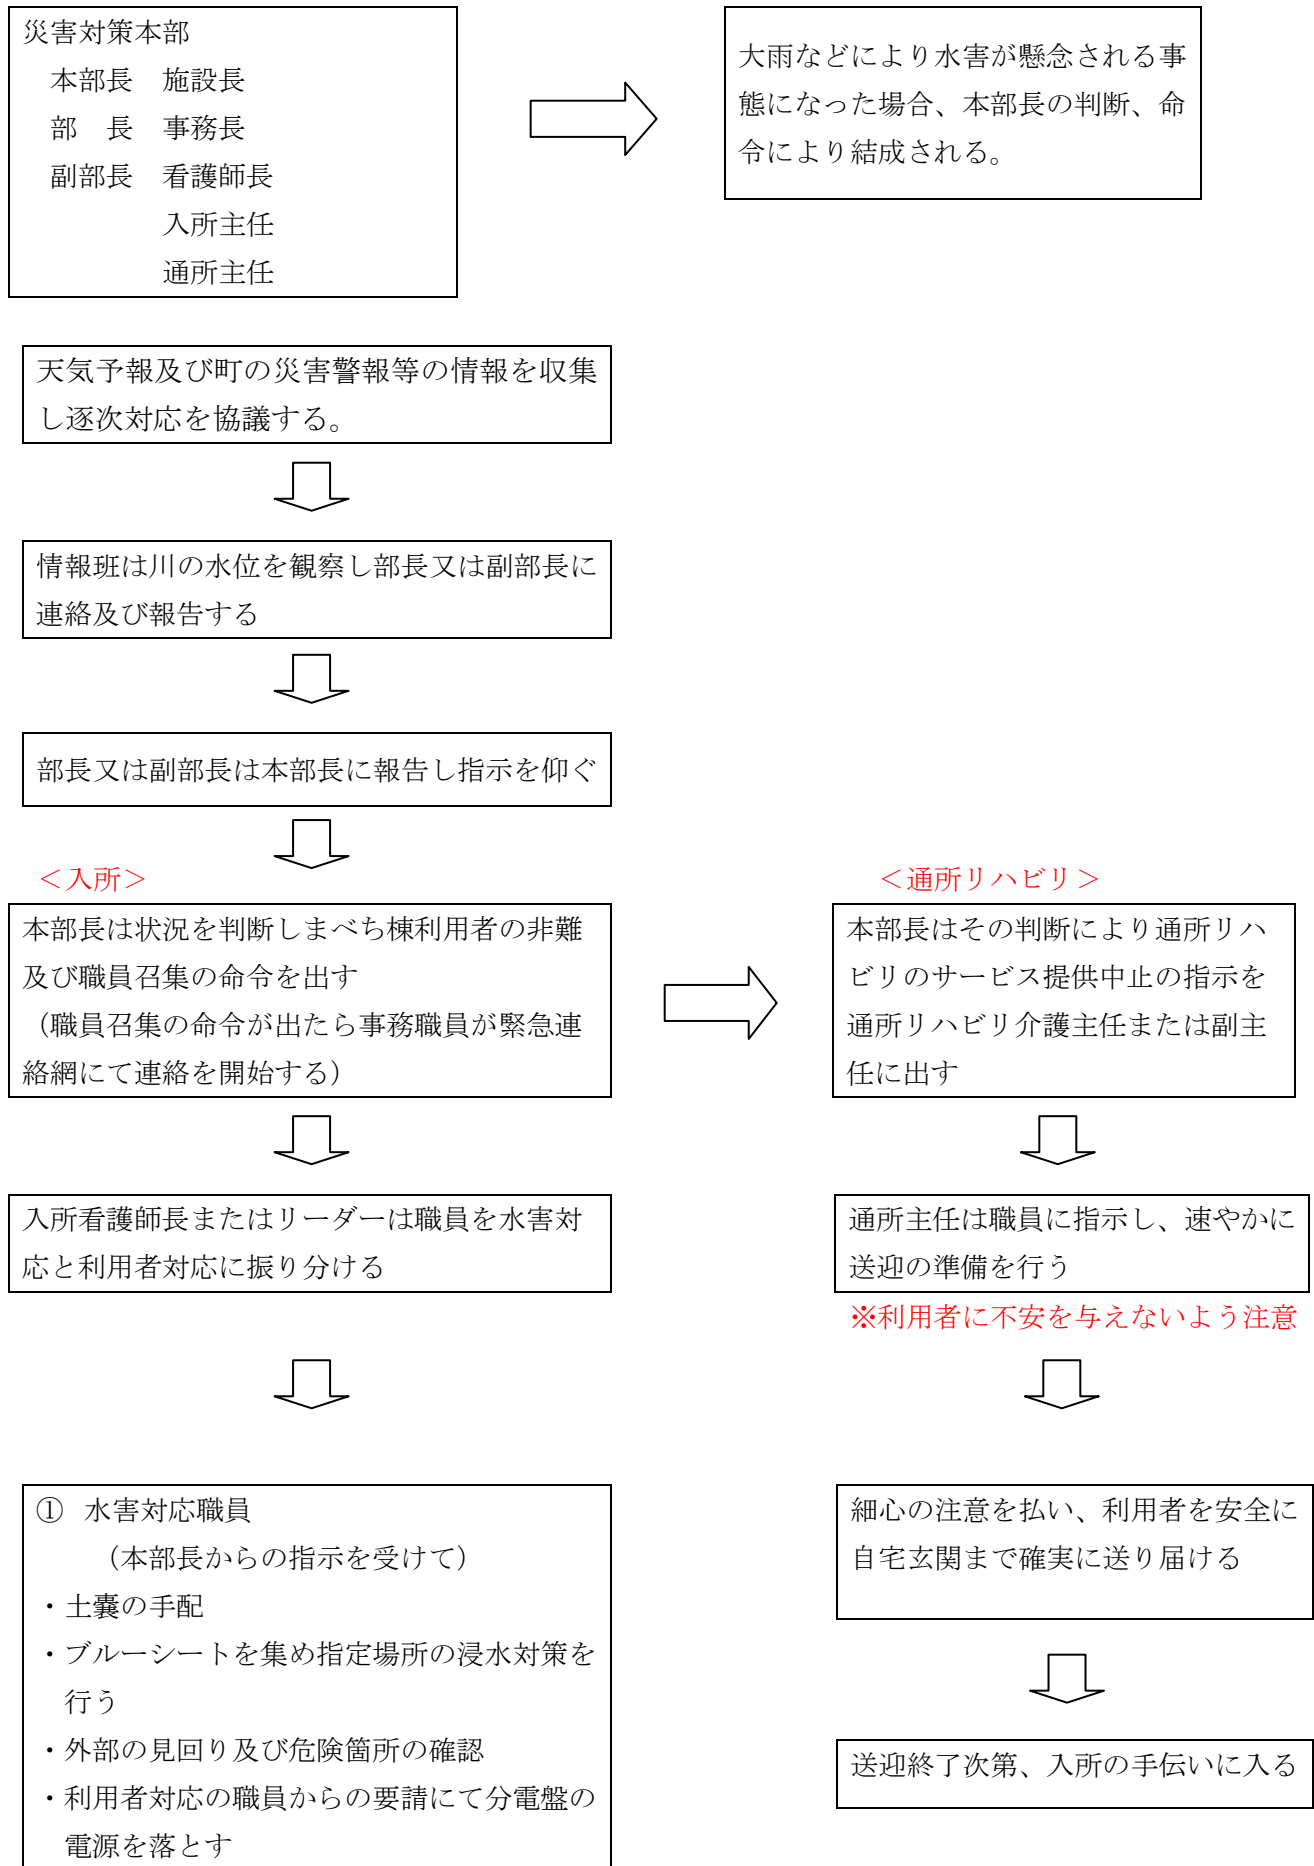 災害対策本部
本部長　施設長
部　長　事務長
副部長　看護師長
入所主任
通所主任
大雨などにより水害が懸念される事
態になった場合、本部長の判断、命
令により結成される。
天気予報及び町の災害警報等の情報を収集
し逐次対応を協議する。
情報班は川の水位を観察し部長又は副部長に
連絡及び報告する
部長又は副部長は本部長に報告し指示を仰ぐ
＜入所＞
本部長は状況を判断しまべち棟利用者の非難
及び職員召集の命令を出す
（職員召集の命令が出たら事務職員が緊急連
絡網にて連絡を開始する）
入所看護師長またはリーダーは職員を水害対
応と利用者対応に振り分ける
① 水害対応職員
（本部長からの指示を受けて）
・土嚢の手配
・ブルーシートを集め指定場所の浸水対策を
行う
・外部の見回り及び危険箇所の確認
・利用者対応の職員からの要請にて分電盤の
電源を落とす
＜通所リハビリ＞
本部長はその判断により通所リハ
ビリのサービス提供中止の指示を
通所リハビリ介護主任または副主
任に出す
通所主任は職員に指示し、速やかに
送迎の準備を行う
※利用者に不安を与えないよう注意
細心の注意を払い、利用者を安全に
自宅玄関まで確実に送り届ける
送迎終了次第、入所の手伝いに入る